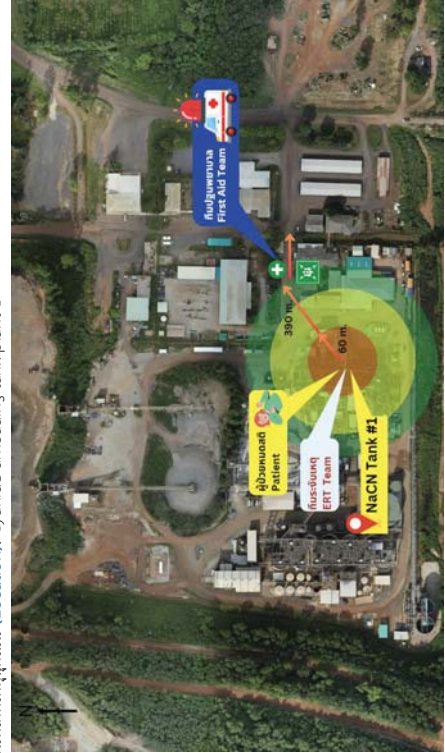 N
ทีมปฐมพยาบาล
First Aid Team
390 m.
60 m.
ผู้ป่วยหมดสติ
Patient
ทีมระงับเหตุ
ERT Team
NaCN Tank #1